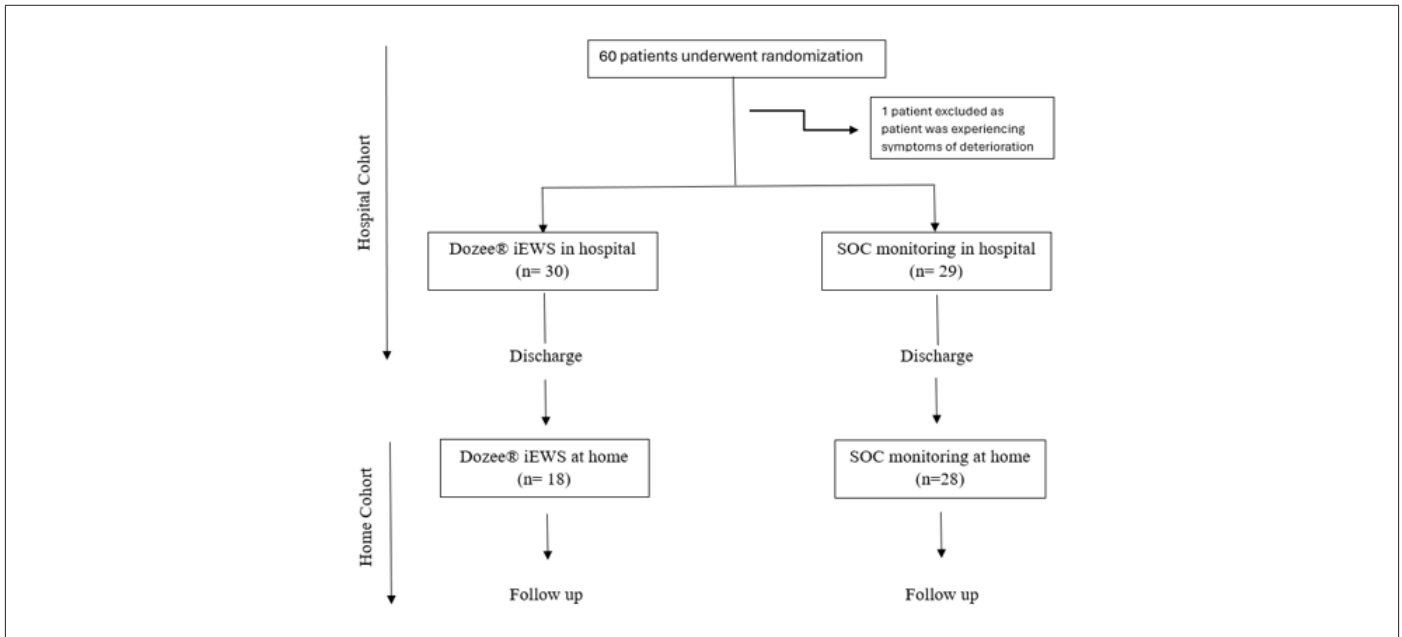 60 patients underwent randomization
1 patient excluded as
patient was experiencing
symptoms of deterioration
Hospital Cohort
Dozee® iEWS in hospital
(n= 30)
SOC monitoring in hospital
(n= 29)
Discharge
Discharge
Home Cohort
Dozee® iEWS at home
(n= 18)
SOC monitoring at home
(n=28)
Follow up
Follow up